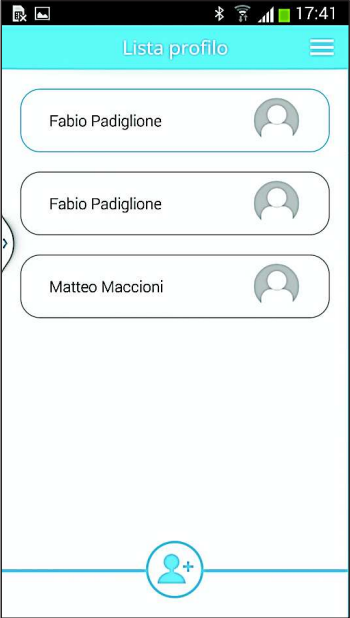 17:41
Lista profilo
Fabio Padiglione
Fabio Padiglione
Matteo Maccioni